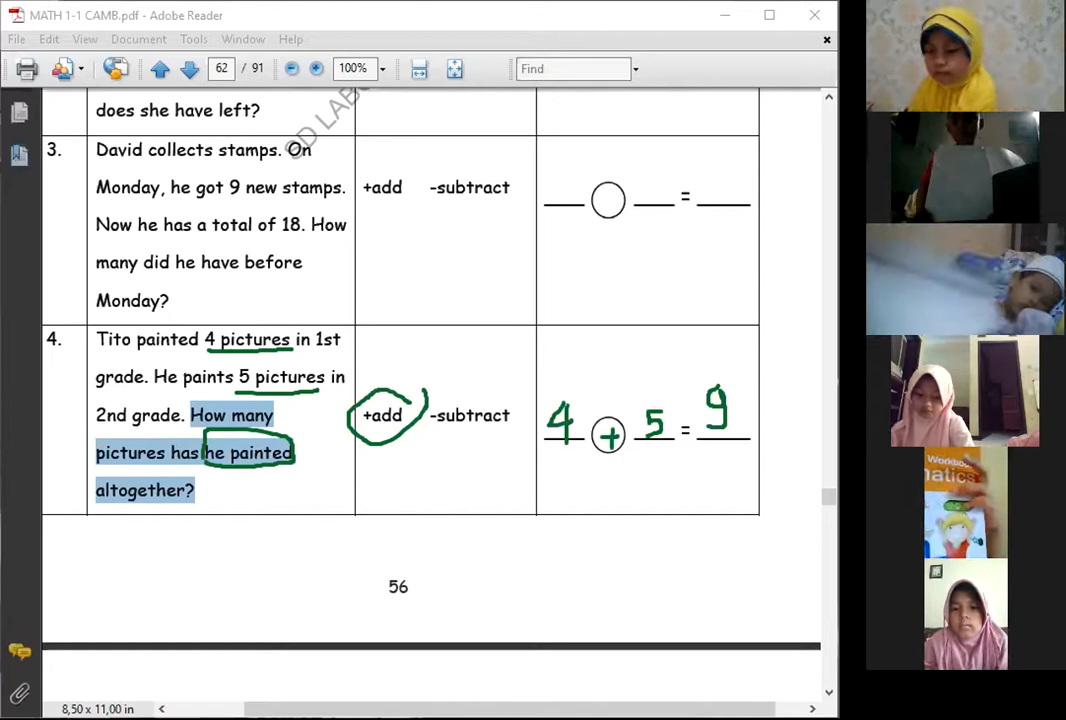 MATH 1-1 CAMB.pdf - Adobe Reader
File Edit View Document Tools Window Help
62 / 91 100% Find
does she have left?
3. David collects stamps. On
Monday, he got 9 new stamps.
Now he has a total of 18. How
many did he have before
Monday?
+add -subtract
=
4. Tito painted 4 pictures in 1st
grade. He paints 5 pictures in
2nd grade. How many
pictures has he painted
altogether?
+add -subtract
4 + 5 = 9
56
8,50 x 11,00 in
Workbook